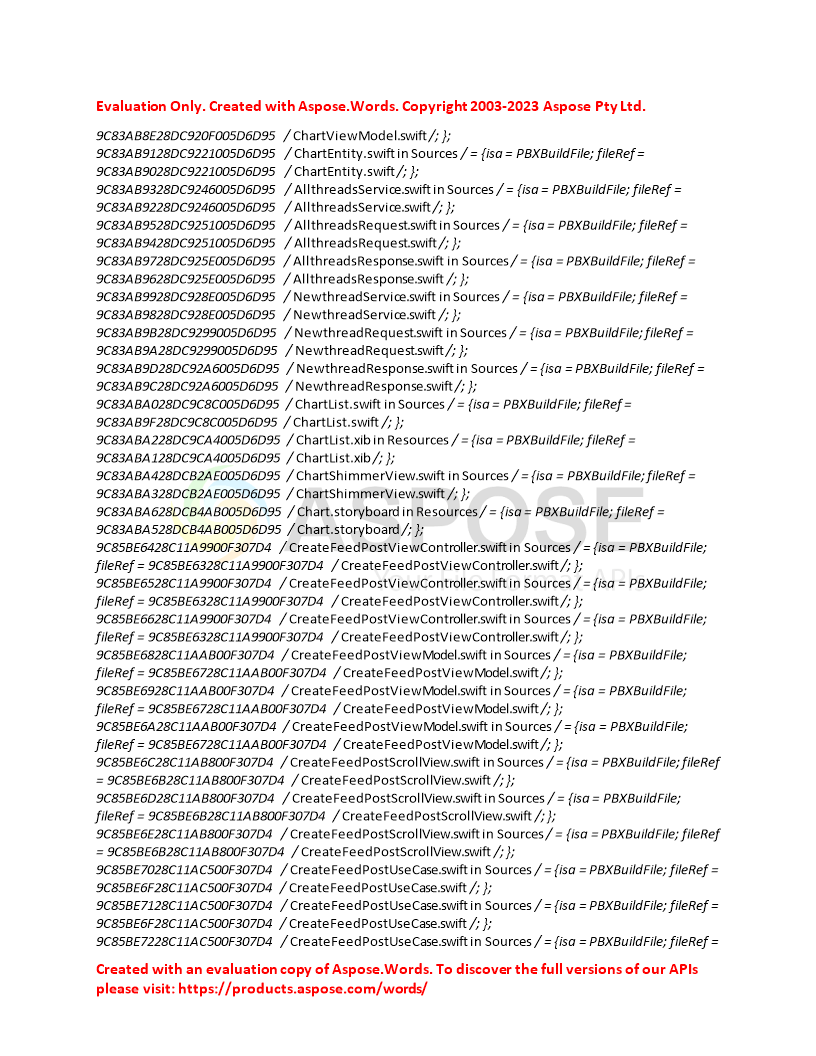 Evaluation Only. Created with Aspose.Words. Copyright 2003-2023 Aspose Pty Ltd.
9C83AB8E28DC920F005D6D95 / ChartViewModel.swift /; };
9C83AB9128DC9221005D6D95 / ChartEntity.swift in Sources / = {isa = PBXBuildFile; fileRef =
9C83AB9028DC9221005D6D95 / ChartEntity.swift /; };
9C83AB9328DC9246005D6D95 / AllthreadsService.swift in Sources / = {isa = PBXBuildFile; fileRef =
9C83AB9228DC9246005D6D95 / AllthreadsService.swift /; };
9C83AB9528DC9251005D6D95 / AllthreadsRequest.swift in Sources / = {isa = PBXBuildFile; fileRef =
9C83AB9428DC9251005D6D95 / AllthreadsRequest.swift /; };
9C83AB9728DC925E005D6D95 / AllthreadsResponse.swift in Sources / = {isa = PBXBuildFile; fileRef =
9C83AB9628DC925E005D6D95 / AllthreadsResponse.swift /; };
9C83AB9928DC928E005D6D95 / NewthreadService.swift in Sources / = {isa = PBXBuildFile; fileRef =
9C83AB9828DC928E005D6D95 / NewthreadService.swift /; };
9C83AB9B28DC9299005D6D95 / NewthreadRequest.swift in Sources / = {isa = PBXBuildFile; fileRef =
9C83AB9A28DC9299005D6D95 / NewthreadRequest.swift /; };
9C83AB9D28DC92A6005D6D95 / NewthreadResponse.swift in Sources / = {isa = PBXBuildFile; fileRef =
9C83AB9C28DC92A6005D6D95 / NewthreadResponse.swift /; };
9C83ABA028DC9C8C005D6D95 / ChartList.swift in Sources / = {isa = PBXBuildFile; fileRef =
9C83AB9F28DC9C8C005D6D95 / ChartList.swift /; };
9C83ABA228DC9CA4005D6D95 / ChartList.xib in Resources / = {isa = PBXBuildFile; fileRef =
9C83ABA128DC9CA4005D6D95 / ChartList.xib /; };
9C83ABA428DCB2AE005D6D95 / ChartShimmerView.swift in Sources / = {isa = PBXBuildFile; fileRef =
9C83ABA328DCB2AE005D6D95 / ChartShimmerView.swift /; };
9C83ABA628DCB4AB005D6D95 / Chart.storyboard in Resources / = {isa = PBXBuildFile; fileRef =
9C83ABA528DCB4AB005D6D95 / Chart.storyboard /; };
9C85BE6428C11A9900F307D4 / CreateFeedPostViewController.swift in Sources / = {isa = PBXBuildFile;
fileRef = 9C85BE6328C11A9900F307D4 / CreateFeedPostViewController.swift /; };
9C85BE6528C11A9900F307D4 / CreateFeedPostViewController.swift in Sources / = {isa = PBXBuildFile;
fileRef = 9C85BE6328C11A9900F307D4 / CreateFeedPostViewController.swift /; };
9C85BE6628C11A9900F307D4 / CreateFeedPostViewController.swift in Sources / = {isa = PBXBuildFile;
fileRef = 9C85BE6328C11A9900F307D4 / CreateFeedPostViewController.swift /; };
9C85BE6828C11AAB00F307D4 / CreateFeedPostViewModel.swift in Sources / = {isa = PBXBuildFile;
fileRef = 9C85BE6728C11AAB00F307D4 / CreateFeedPostViewModel.swift /; };
9C85BE6928C11AAB00F307D4 / CreateFeedPostViewModel.swift in Sources / = {isa = PBXBuildFile;
fileRef = 9C85BE6728C11AAB00F307D4 / CreateFeedPostViewModel.swift /; };
9C85BE6A28C11AAB00F307D4 / CreateFeedPostViewModel.swift in Sources / = {isa = PBXBuildFile;
fileRef = 9C85BE6728C11AAB00F307D4 / CreateFeedPostViewModel.swift /; };
9C85BE6C28C11AB800F307D4 / CreateFeedPostScrollView.swift in Sources / = {isa = PBXBuildFile; fileRef
= 9C85BE6B28C11AB800F307D4 / CreateFeedPostScrollView.swift /; };
9C85BE6D28C11AB800F307D4 / CreateFeedPostScrollView.swift in Sources / = {isa = PBXBuildFile;
fileRef = 9C85BE6B28C11AB800F307D4 / CreateFeedPostScrollView.swift /; };
9C85BE6E28C11AB800F307D4 / CreateFeedPostScrollView.swift in Sources / = {isa = PBXBuildFile; fileRef
= 9C85BE6B28C11AB800F307D4 / CreateFeedPostScrollView.swift /; };
9C85BE7028C11AC500F307D4 / CreateFeedPostUseCase.swift in Sources / = {isa = PBXBuildFile; fileRef =
9C85BE6F28C11AC500F307D4 / CreateFeedPostUseCase.swift /; };
9C85BE7128C11AC500F307D4 / CreateFeedPostUseCase.swift in Sources / = {isa = PBXBuildFile; fileRef =
9C85BE6F28C11AC500F307D4 / CreateFeedPostUseCase.swift /; };
9C85BE7228C11AC500F307D4 / CreateFeedPostUseCase.swift in Sources / = {isa = PBXBuildFile; fileRef =
ASPOSE
Created with an evaluation copy of Aspose.Words. To discover the full versions of our APIs
please visit: https://products.aspose.com/words/